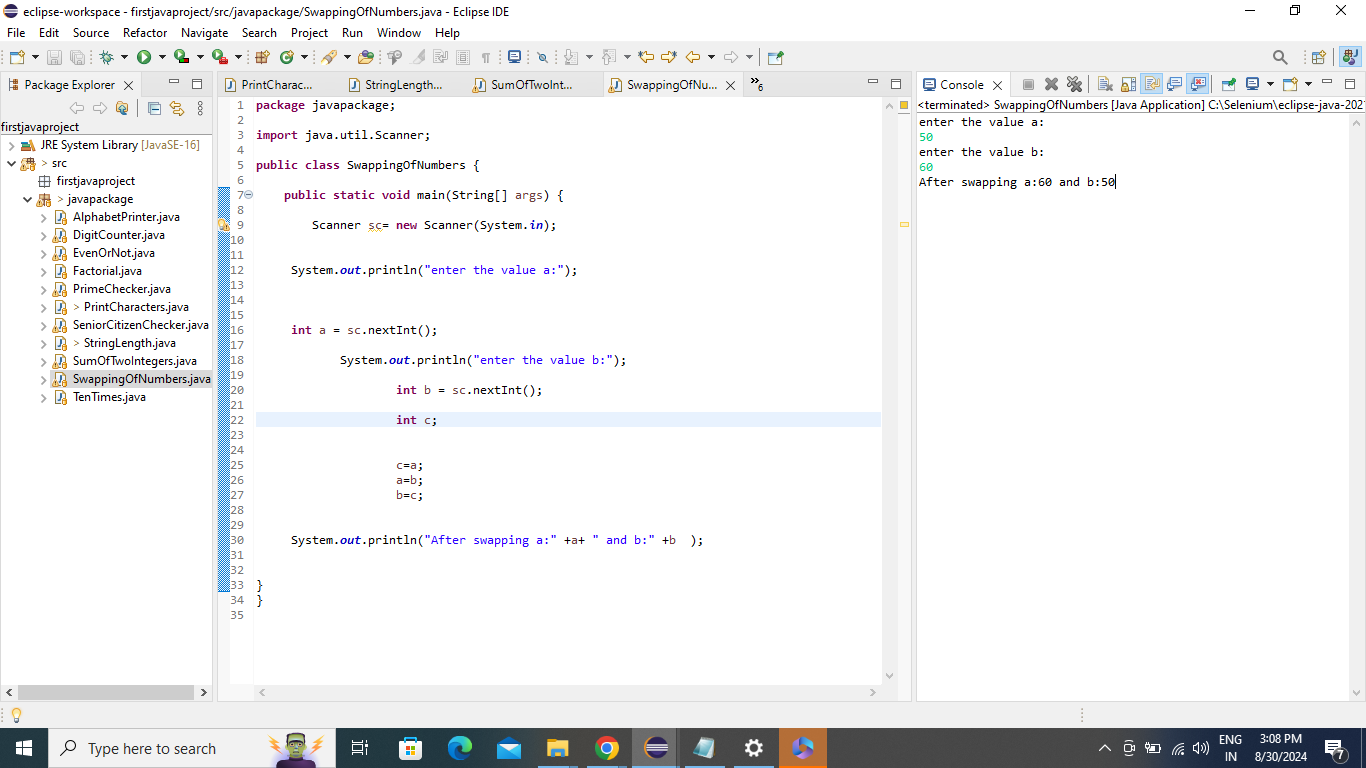 eclipse-workspace - firstjavaproject/src/javapackage/SwappingOfNumbers.java - Eclipse IDE
File Edit Source Refactor Navigate Search Project Run Window Help
Package Explorer
firstjavaproject
JRE System Library [JavaSE-16]
> src
firstjavaproject
> javapackage
AlphabetPrinter.java
DigitCounter.java
EvenOrNot.java
Factorial.java
PrimeChecker.java
> PrintCharacters.java
SeniorCitizenChecker.java
> StringLength.java
SumOfTwoIntegers.java
SwappingOfNumbers.java
TenTimes.java
PrintCharac... StringLength... SumOfTwoInt... SwappingOfNu... »6
1 package javapackage;
2
3 import java.util.Scanner;
4
5 public class SwappingOfNumbers {
6
7 public static void main(String[] args) {
8
9 Scanner sc= new Scanner(System.in);
10
11
12 System.out.println("enter the value a:");
13
14
15
16 int a = sc.nextInt();
17
18 System.out.println("enter the value b:");
19
20 int b = sc.nextInt();
21
22 int c;
23
24
25 c=a;
26 a=b;
27 b=c;
28
29
30 System.out.println("After swapping a:" +a+ " and b:" +b  );
31
32
33 }
34 }
35
Console
<terminated> SwappingOfNumbers [Java Application] C:\Selenium\eclipse-java-202
enter the value a:
50
enter the value b:
60
After swapping a:60 and b:50
Type here to search
ENG
IN
3:08 PM
8/30/2024
7